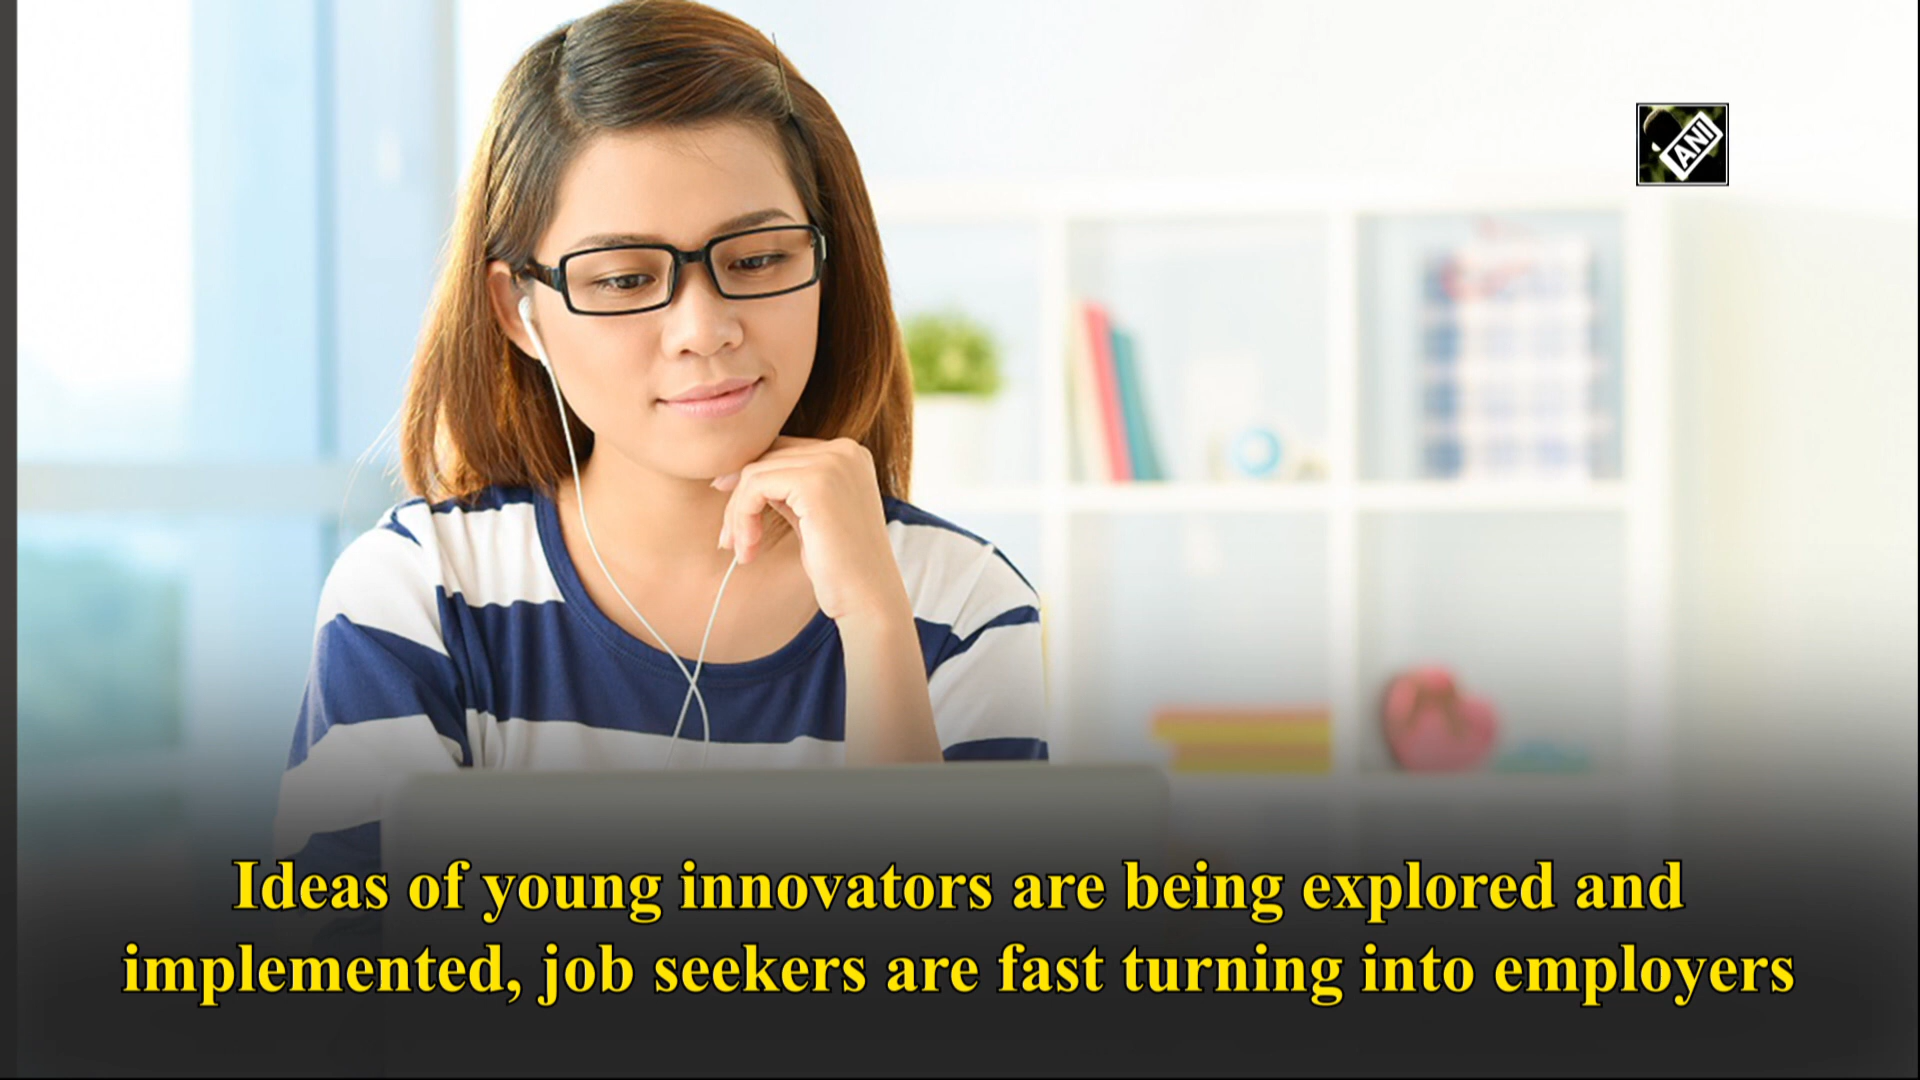 ANI
Ideas of young innovators are being explored and
implemented, job seekers are fast turning into employers